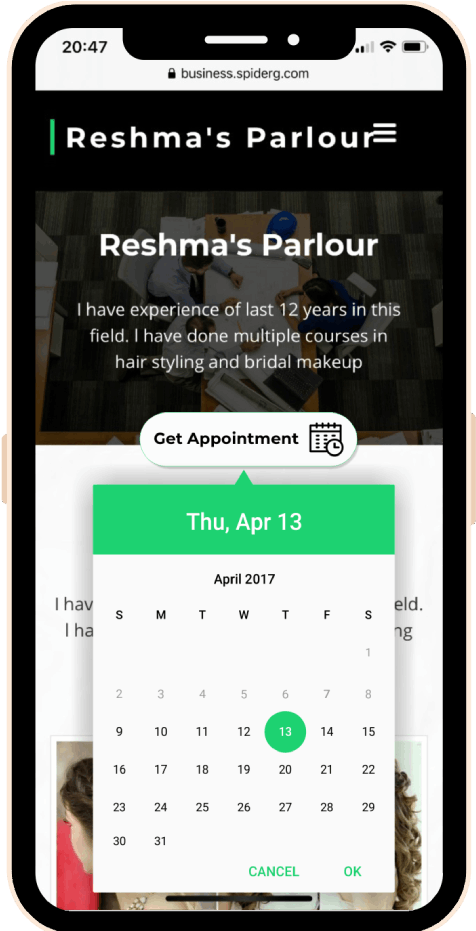 20:47
business.spiderg.com
Reshma's Parlour
Reshma's Parlour
I have experience of last 12 years in this
field. I have done multiple courses in
hair styling and bridal makeup
Get Appointment
Thu, Apr 13
April 2017
S M T W T F S
1
2 3 4 5 6 7 8
9 10 11 12 13 14 15
16 17 18 19 20 21 22
23 24 25 26 27 28 29
30 31
I hav eld.
I ha ng
CANCEL OK